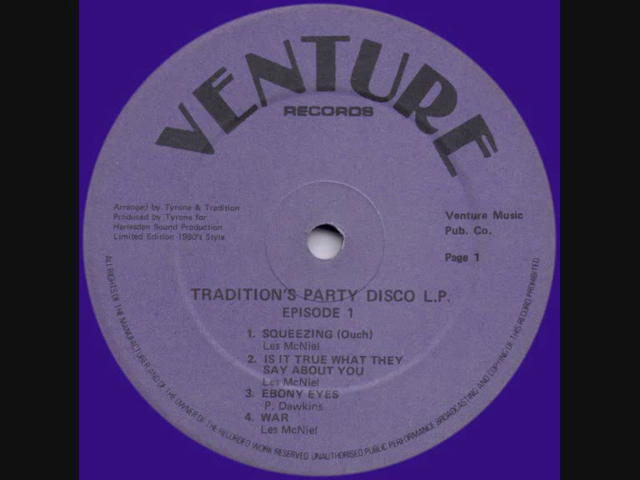 VENTURE
RECORDS
Arranged by Tyrone & Tradition
Produced by Tyrone for
Harlesden Sound Production
Limited Edition - 1980's Style
Venture Music
Pub. Co.
Page 1
TRADITION'S PARTY DISCO L.P.
EPISODE 1
1. SQUEEZING (Ouch)
Les McNiel
2. IS IT TRUE WHAT THEY
SAY ABOUT YOU
Les McNiel
3. EBONY EYES
P. Dawkins
4. WAR
Les McNiel
ALL RIGHTS OF THE MANUFACTURER AND OF THE OWNER OF THE RECORDED WORK RESERVED UNAUTHORISED PUBLIC PERFORMANCE BROADCASTING AND COPYING OF THIS RECORD PROHIBITED